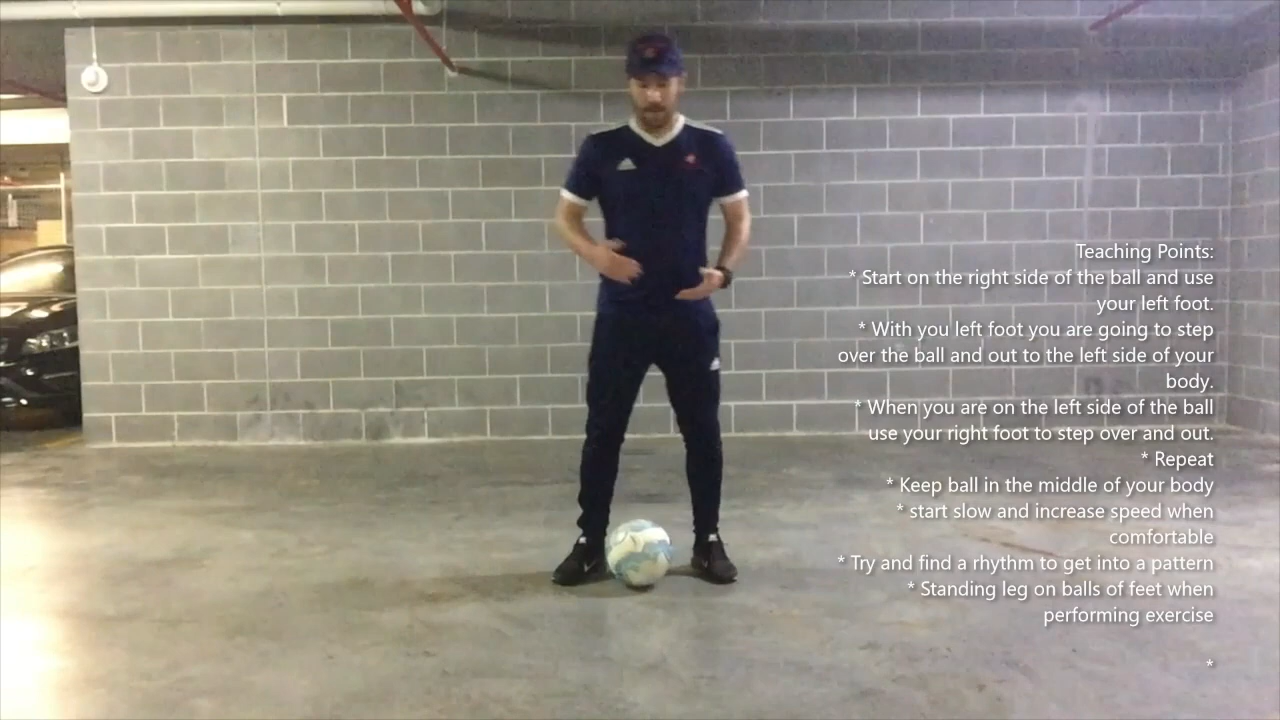 Teaching Points:
* Start on the right side of the ball and use
your left foot.
* With you left foot you are going to step
over the ball and out to the left side of your
body.
* When you are on the left side of the ball
use your right foot to step over and out.
* Repeat
* Keep ball in the middle of your body
* start slow and increase speed when
comfortable
* Try and find a rhythm to get into a pattern
* Standing leg on balls of feet when
performing exercise
*